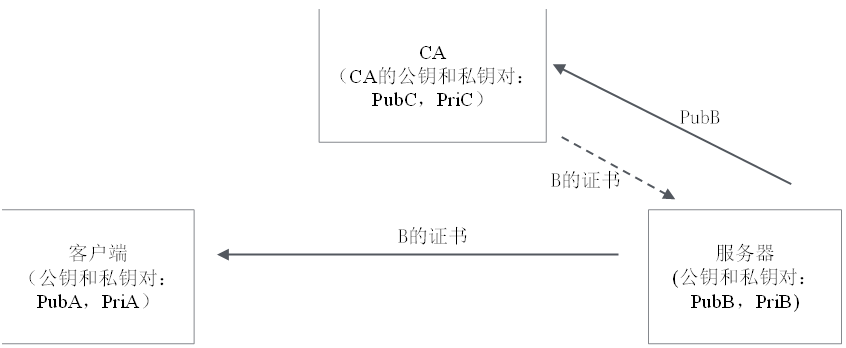 CA
（CA的公钥和私钥对：
PubC，PriC）
PubB
B的证书
B的证书
客户端
（公钥和私钥对：
PubA，PriA）
服务器
(公钥和私钥对：
PubB，PriB)